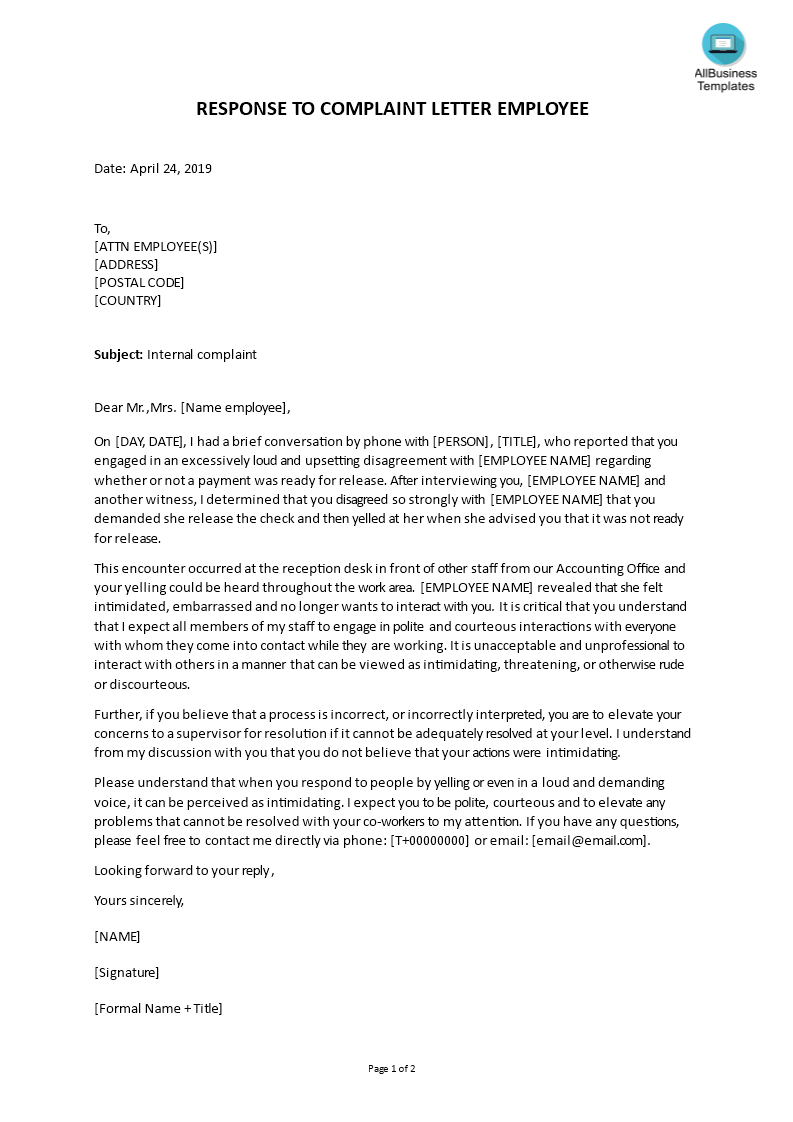 AllBusiness
Templates
RESPONSE TO COMPLAINT LETTER EMPLOYEE
Date: April 24, 2019
To,
[ATTN EMPLOYEE(S)]
[ADDRESS]
[POSTAL CODE]
[COUNTRY]
Subject: Internal complaint
Dear Mr.,Mrs. [Name employee],
On [DAY, DATE], I had a brief conversation by phone with [PERSON], [TITLE], who reported that you
engaged in an excessively loud and upsetting disagreement with [EMPLOYEE NAME] regarding
whether or not a payment was ready for release. After interviewing you, [EMPLOYEE NAME] and
another witness, I determined that you disagreed so strongly with [EMPLOYEE NAME] that you
demanded she release the check and then yelled at her when she advised you that it was not ready
for release.
This encounter occurred at the reception desk in front of other staff from our Accounting Office and
your yelling could be heard throughout the work area. [EMPLOYEE NAME] revealed that she felt
intimidated, embarrassed and no longer wants to interact with you. It is critical that you understand
that I expect all members of my staff to engage in polite and courteous interactions with everyone
with whom they come into contact while they are working. It is unacceptable and unprofessional to
interact with others in a manner that can be viewed as intimidating, threatening, or otherwise rude
or discourteous.
Further, if you believe that a process is incorrect, or incorrectly interpreted, you are to elevate your
concerns to a supervisor for resolution if it cannot be adequately resolved at your level. I understand
from my discussion with you that you do not believe that your actions were intimidating.
Please understand that when you respond to people by yelling or even in a loud and demanding
voice, it can be perceived as intimidating. I expect you to be polite, courteous and to elevate any
problems that cannot be resolved with your co-workers to my attention. If you have any questions,
please feel free to contact me directly via phone: [T+00000000] or email: [email@email.com].
Looking forward to your reply,
Yours sincerely,
[NAME]
[Signature]
[Formal Name + Title]
Page 1 of 2